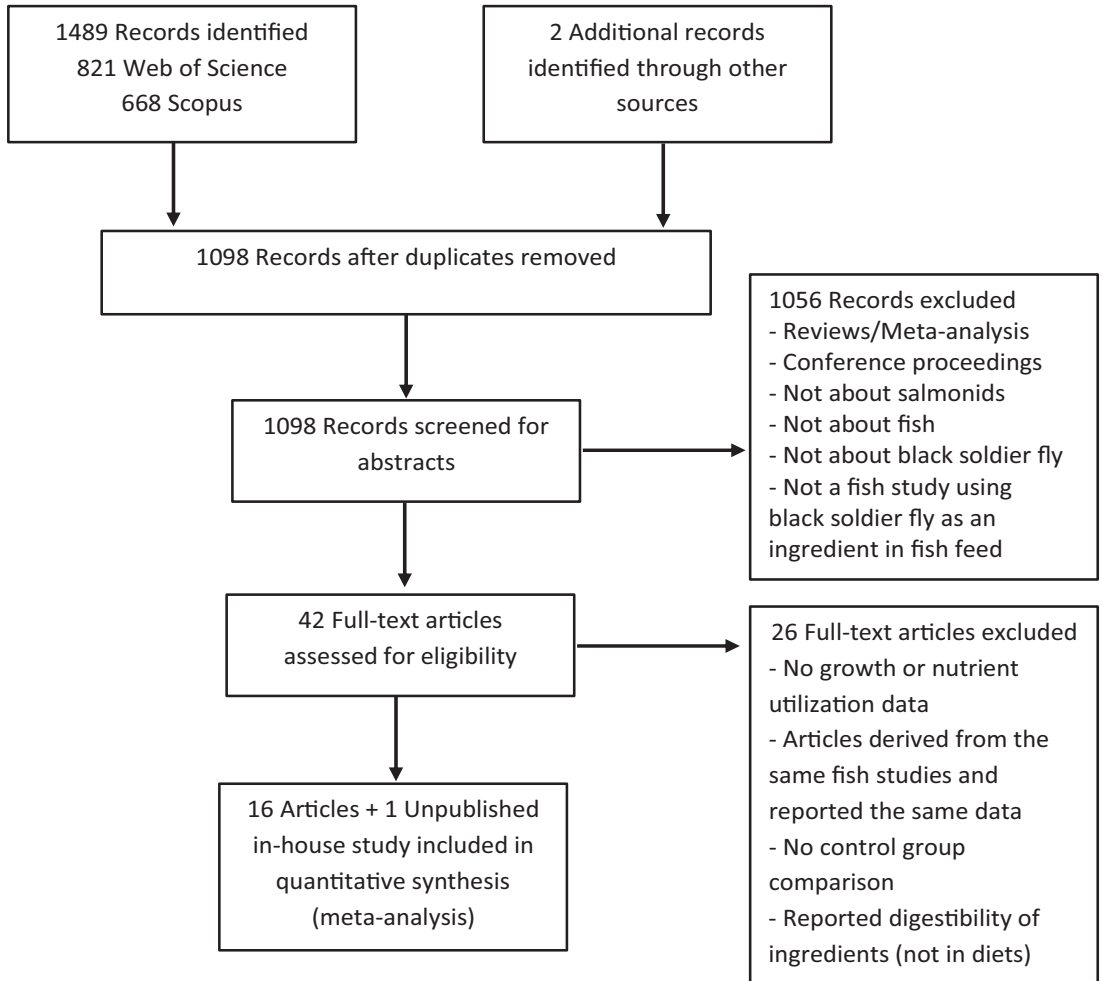 1489 Records identified
821 Web of Science
668 Scopus
2 Additional records
identified through other
sources
1098 Records after duplicates removed
1098 Records screened for
abstracts
1056 Records excluded
- Reviews/Meta-analysis
- Conference proceedings
- Not about salmonids
- Not about fish
- Not about black soldier fly
- Not a fish study using
black soldier fly as an
ingredient in fish feed
42 Full-text articles
assessed for eligibility
26 Full-text articles excluded
- No growth or nutrient
utilization data
- Articles derived from the
same fish studies and
reported the same data
- No control group
comparison
- Reported digestibility of
ingredients (not in diets)
16 Articles + 1 Unpublished
in-house study included in
quantitative synthesis
(meta-analysis)